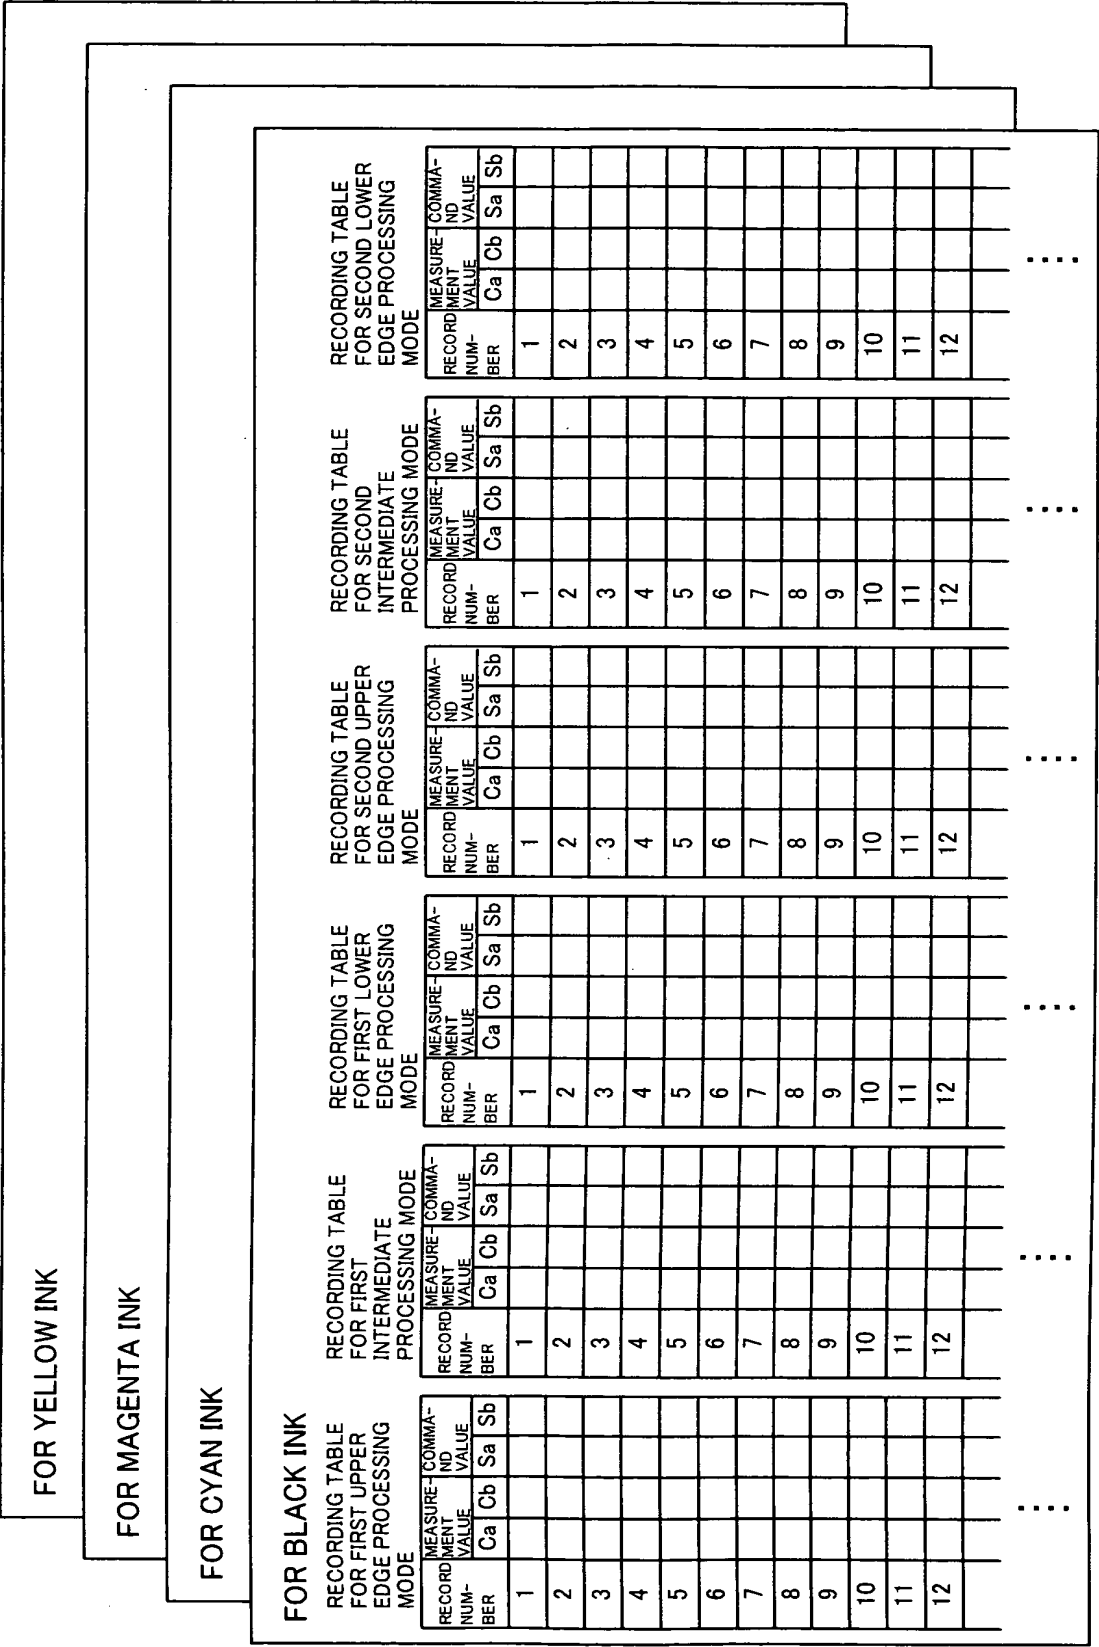 FOR YELLOW INK
FOR MAGENTA INK
FOR CYAN INK
FOR BLACK INK
RECORDING TABLE
FOR FIRST UPPER
EDGE PROCESSING
MODE
RECORD
NUM-
BER
MEASURE-
MENT
VALUE
COMMA-
ND
VALUE
Ca Cb Sa Sb
1
2
3
4
5
6
7
8
9
10
11
12
....
RECORDING TABLE
FOR FIRST
INTERMEDIATE
PROCESSING MODE
RECORD
NUM-
BER
MEASURE-
MENT
VALUE
COMMA-
ND
VALUE
Ca Cb Sa Sb
1
2
3
4
5
6
7
8
9
10
11
12
....
RECORDING TABLE
FOR FIRST LOWER
EDGE PROCESSING
MODE
RECORD
NUM-
BER
MEASURE-
MENT
VALUE
COMMA-
ND
VALUE
Ca Cb Sa Sb
1
2
3
4
5
6
7
8
9
10
11
12
....
RECORDING TABLE
FOR SECOND UPPER
EDGE PROCESSING
MODE
RECORD
NUM-
BER
MEASURE-
MENT
VALUE
COMMA-
ND
VALUE
Ca Cb Sa Sb
1
2
3
4
5
6
7
8
9
10
11
12
....
RECORDING TABLE
FOR SECOND
INTERMEDIATE
PROCESSING MODE
RECORD
NUM-
BER
MEASURE-
MENT
VALUE
COMMA-
ND
VALUE
Ca Cb Sa Sb
1
2
3
4
5
6
7
8
9
10
11
12
....
RECORDING TABLE
FOR SECOND LOWER
EDGE PROCESSING
MODE
RECORD
NUM-
BER
MEASURE-
MENT
VALUE
COMMA-
ND
VALUE
Ca Cb Sa Sb
1
2
3
4
5
6
7
8
9
10
11
12
....